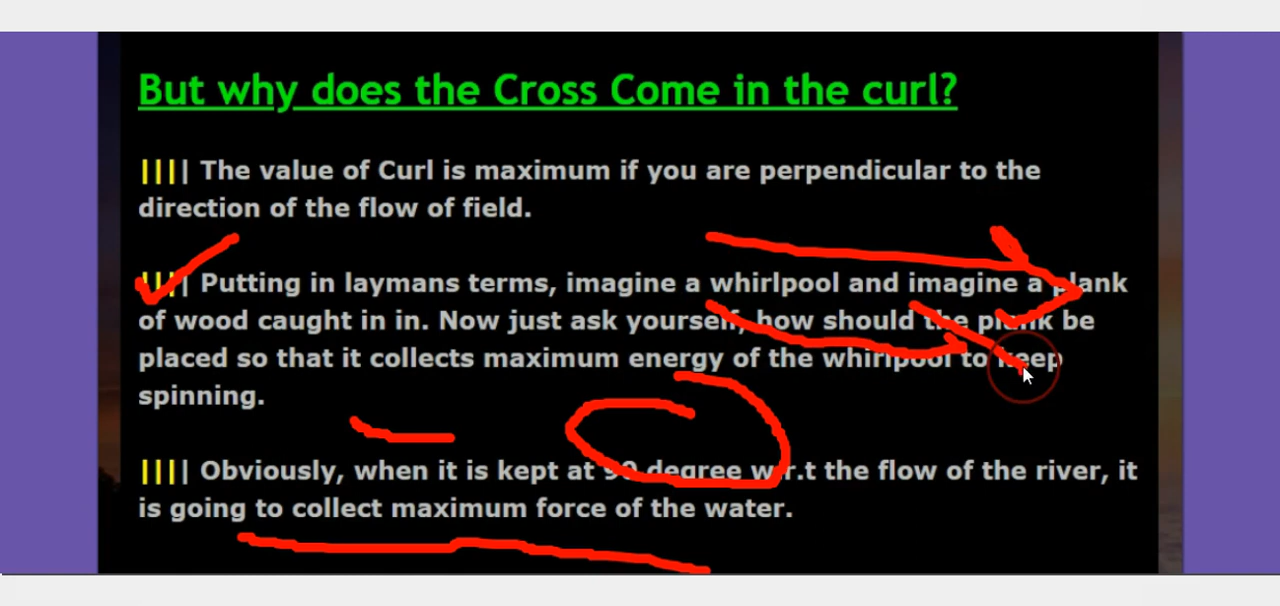 But why does the Cross Come in the curl?
|||| The value of Curl is maximum if you are perpendicular to the
direction of the flow of field.
|||| Putting in laymans terms, imagine a whirlpool and imagine a plank
of wood caught in in. Now just ask yourself, how should the plank be
placed so that it collects maximum energy of the whirlpool to keep
spinning.
|||| Obviously, when it is kept at 90 degree w.r.t the flow of the river, it
is going to collect maximum force of the water.